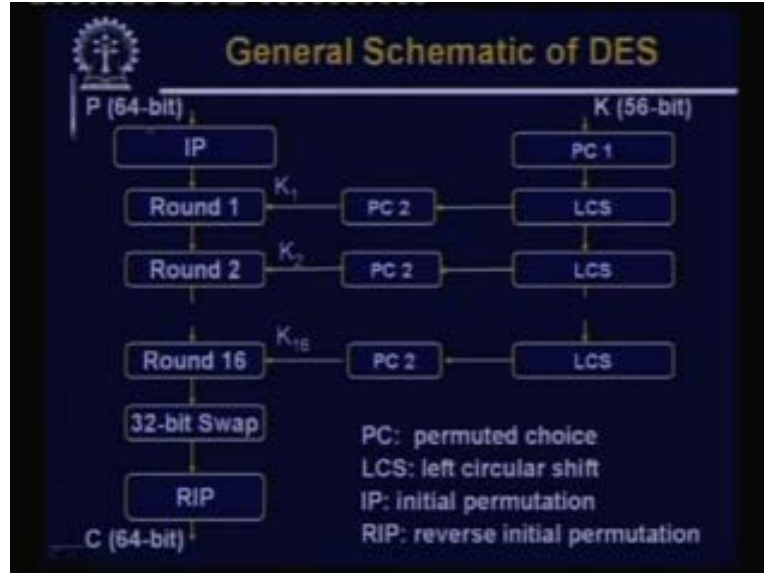 General Schematic of DES
P (64-bit)
K (56-bit)
IP
PC 1
Round 1
K1
PC 2
LCS
Round 2
K2
PC 2
LCS
Round 16
K16
PC 2
LCS
32-bit Swap
RIP
C (64-bit)
PC: permuted choice
LCS: left circular shift
IP: initial permutation
RIP: reverse initial permutation